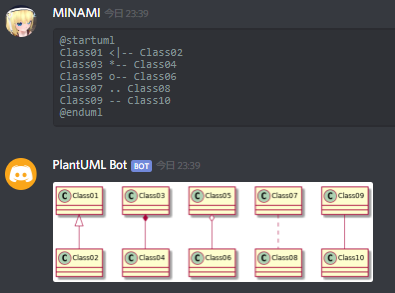 MINAMI 今日 23:39
@startuml
Class01 <|-- Class02
Class03 *-- Class04
Class05 o-- Class06
Class07 .. Class08
Class09 -- Class10
@enduml
PlantUML Bot BOT 今日 23:39
C Class01 C Class03 C Class05 C Class07 C Class09
C Class02 C Class04 C Class06 C Class08 C Class10